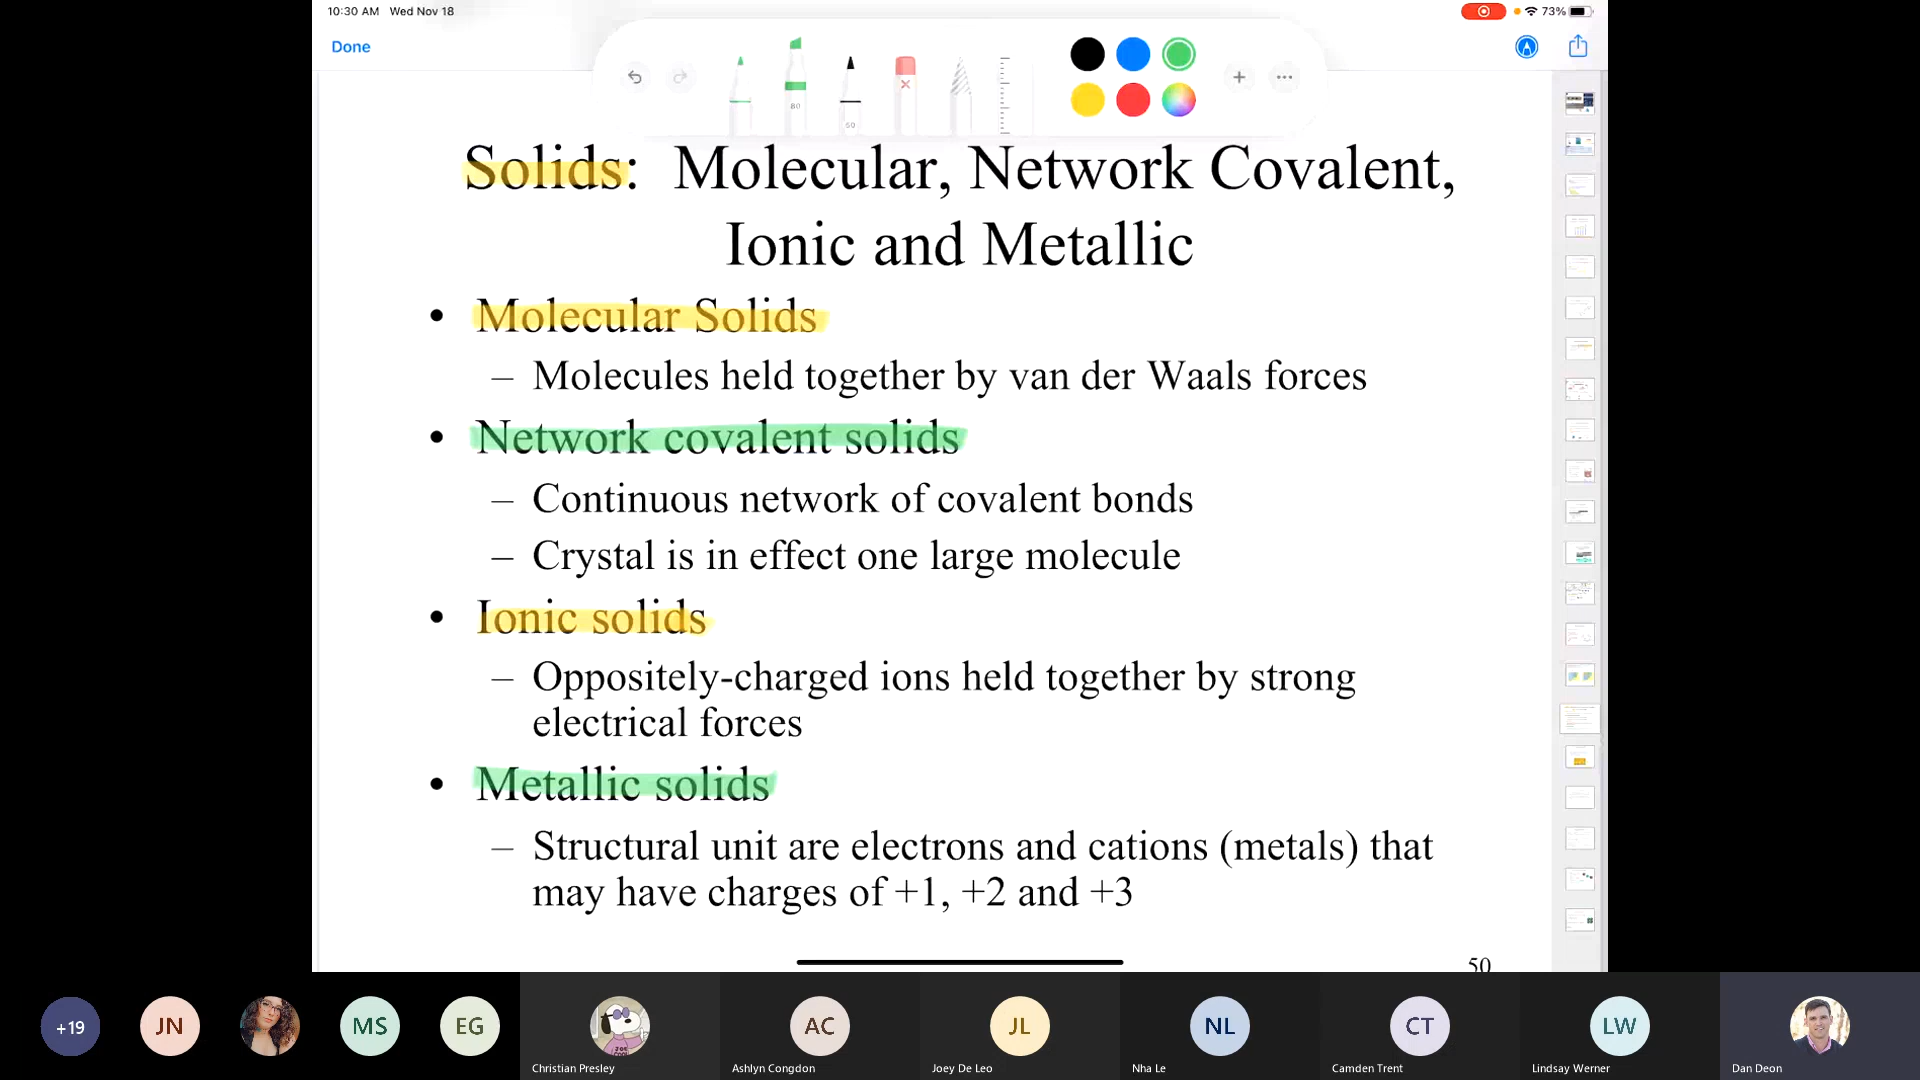 10:30 AM Wed Nov 18
73%
Done
80
60
Solids: Molecular, Network Covalent,
Ionic and Metallic
• Molecular Solids
– Molecules held together by van der Waals forces
• Network covalent solids
– Continuous network of covalent bonds
– Crystal is in effect one large molecule
• Ionic solids
– Oppositely-charged ions held together by strong
electrical forces
• Metallic solids
– Structural unit are electrons and cations (metals) that
may have charges of +1, +2 and +3
50
+19
JN
MS
EG
AC
JL
NL
CT
LW
Christian Presley
Ashlyn Congdon
Joey De Leo
Nha Le
Camden Trent
Lindsay Werner
Dan Deon